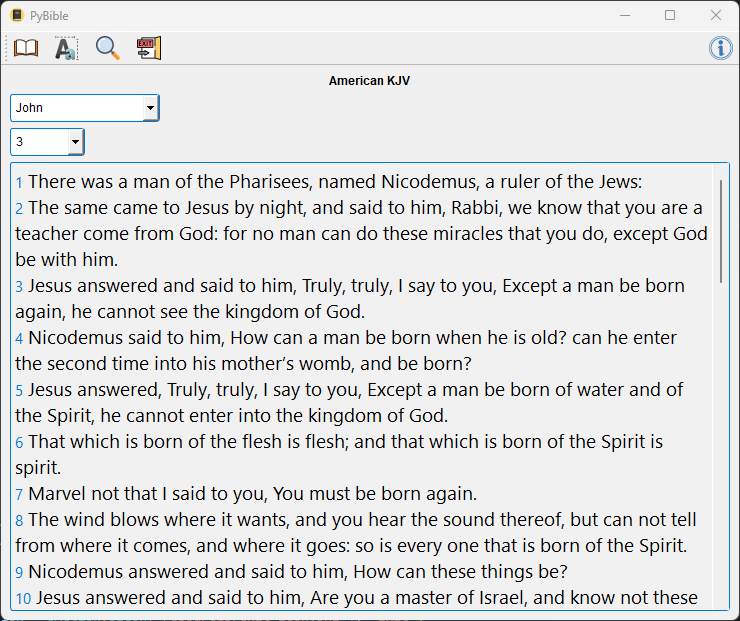 PyBible
EXIT
American KJV
John
3
1 There was a man of the Pharisees, named Nicodemus, a ruler of the Jews:
2 The same came to Jesus by night, and said to him, Rabbi, we know that you are a
teacher come from God: for no man can do these miracles that you do, except God
be with him.
3 Jesus answered and said to him, Truly, truly, I say to you, Except a man be born
again, he cannot see the kingdom of God.
4 Nicodemus said to him, How can a man be born when he is old? can he enter
the second time into his mother’s womb, and be born?
5 Jesus answered, Truly, truly, I say to you, Except a man be born of water and of
the Spirit, he cannot enter into the kingdom of God.
6 That which is born of the flesh is flesh; and that which is born of the Spirit is
spirit.
7 Marvel not that I said to you, You must be born again.
8 The wind blows where it wants, and you hear the sound thereof, but can not tell
from where it comes, and where it goes: so is every one that is born of the Spirit.
9 Nicodemus answered and said to him, How can these things be?
10 Jesus answered and said to him, Are you a master of Israel, and know not these